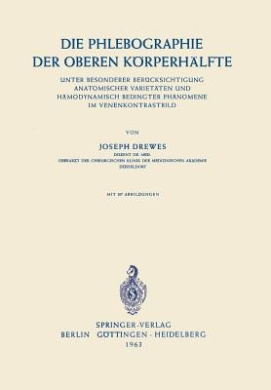 DIE PHLEBOGRAPHIE
DER OBEREN KÖRPERHÄLFTE
UNTER BESONDERER BERÜCKSICHTIGUNG
ANATOMISCHER VARIETÄTEN UND
HÄMODYNAMISCH BEDINGTER PHÄNOMENE
IM VENENKONTRASTBILD
VON
JOSEPH DREWES
DOZENT DR. MED.
OBERARZT DER CHIRURGISCHEN KLINIK DER MEDIZINISCHEN AKADEMIE
DÜSSELDORF
MIT 107 ABBILDUNGEN
SPRINGER-VERLAG
BERLIN · GÖTTINGEN · HEIDELBERG
1963